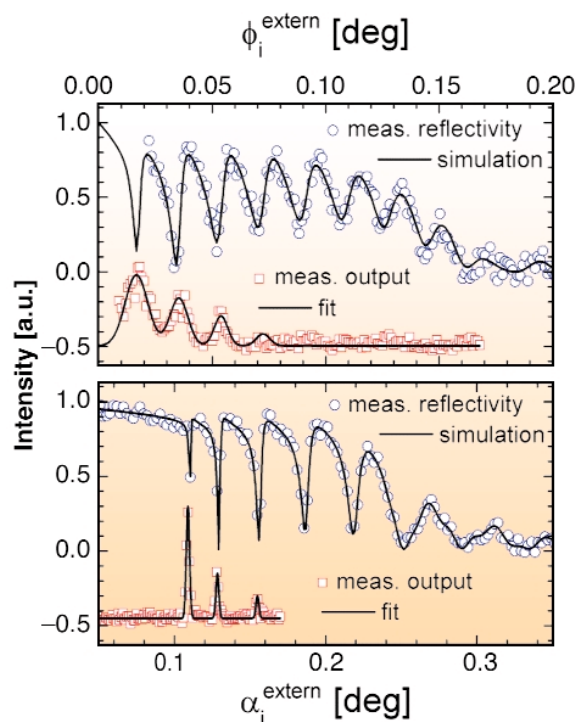 ϕᵢᵉˣᵗᵉʳⁿ [deg]
0.00 0.05 0.10 0.15 0.20
Intensity [a.u.]
1.0
meas. reflectivity
simulation
0.5
0.0
meas. output
fit
−0.5
1.0
meas. reflectivity
simulation
0.5
0.0
meas. output
fit
−0.5
0.1 0.2 0.3
αᵢᵉˣᵗᵉʳⁿ [deg]